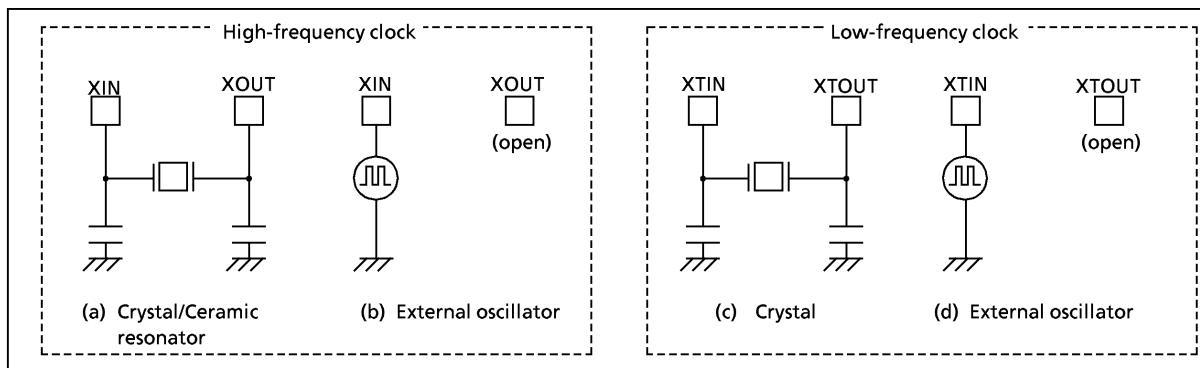 High-frequency clock
Low-frequency clock
XIN
XOUT
XIN
XOUT
(open)
XTIN
XTOUT
XTIN
XTOUT
(open)
(a) Crystal/Ceramic
resonator
(b) External oscillator
(c) Crystal
(d) External oscillator